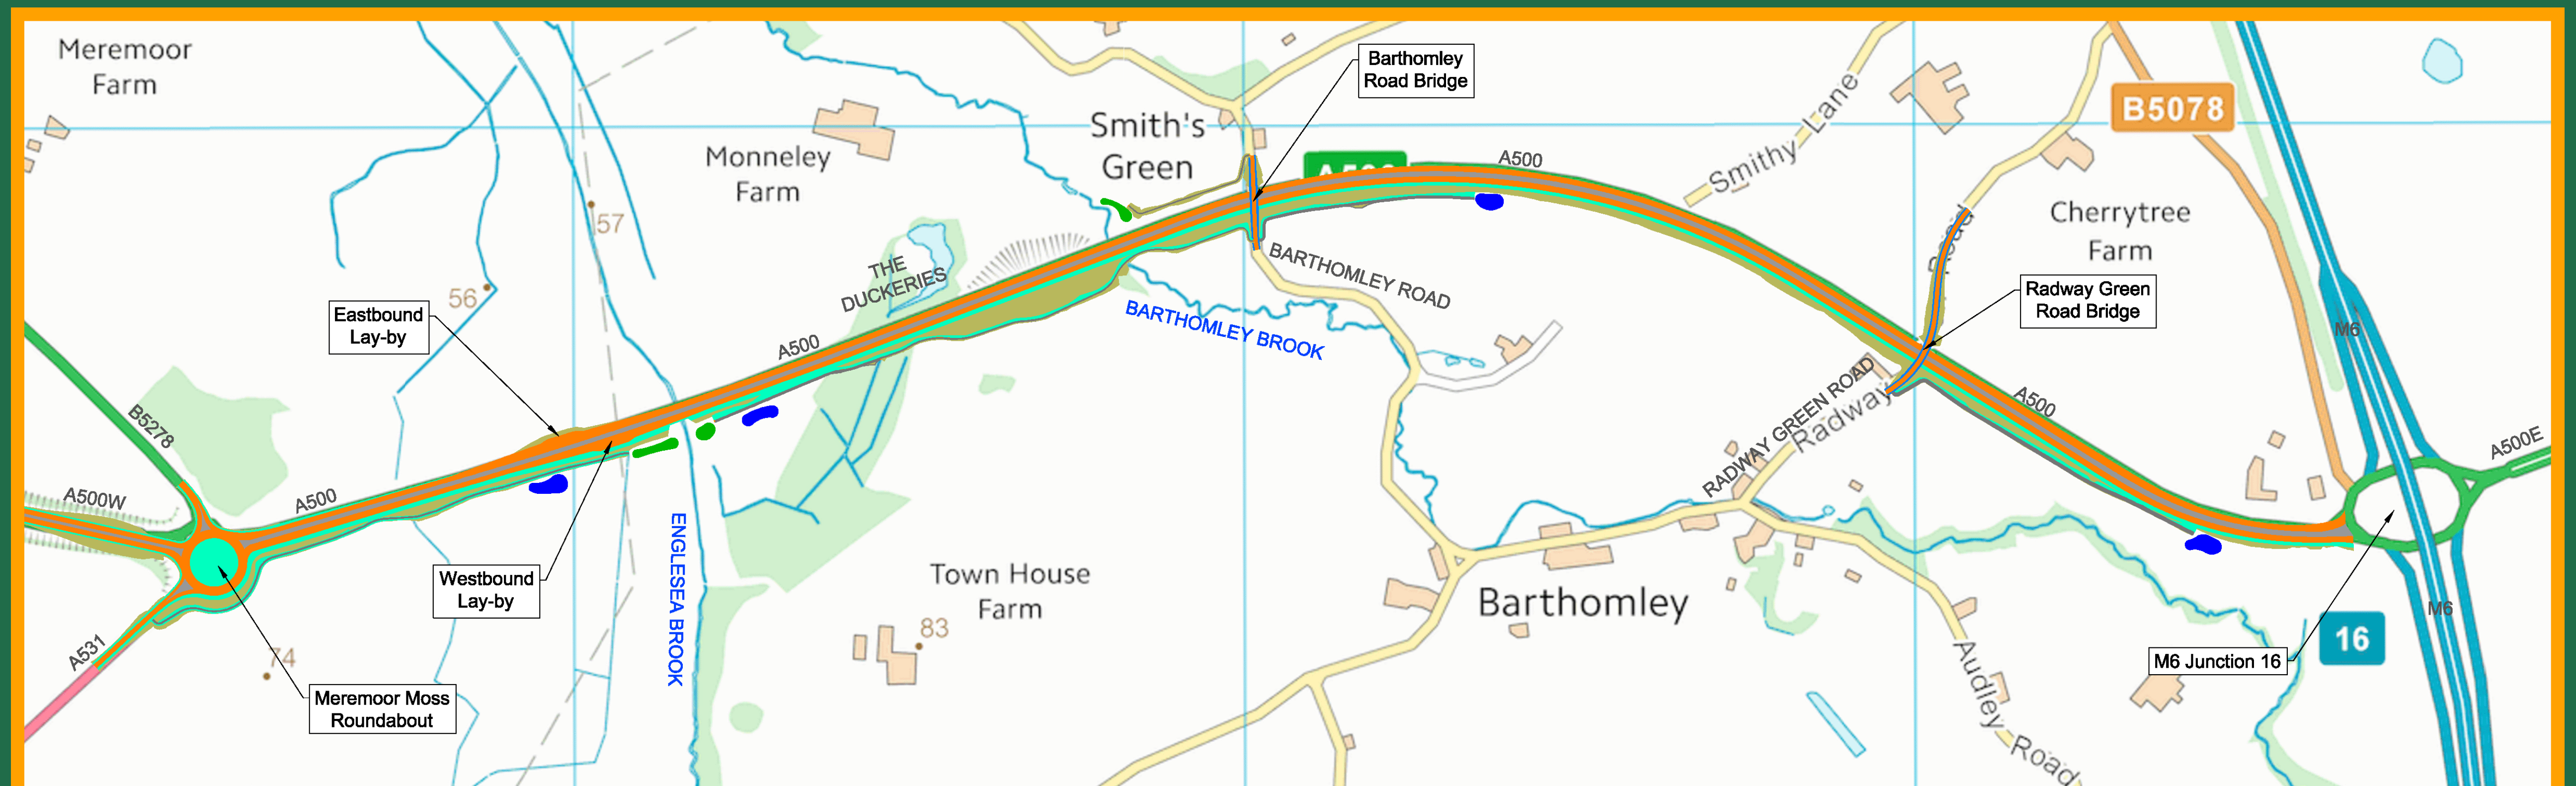 Meremoor
Farm
Barthomley
Road Bridge
B5078
Smith's
Green
Smithy Lane
A500
Monneley
Farm
57
Cherrytree
Farm
THE
DUCKERIES
BARTHOMLEY ROAD
Road
56
Eastbound
Lay-by
A500
BARTHOMLEY BROOK
Radway Green
Road Bridge
M6
B5278
RADWAY GREEN ROAD
Radway
A500
A500E
A500W
A500
ENGLESEA BROOK
Westbound
Lay-by
Town House
Farm
83
Barthomley
M6
16
A531
74
Meremoor Moss
Roundabout
Audley Road
M6 Junction 16